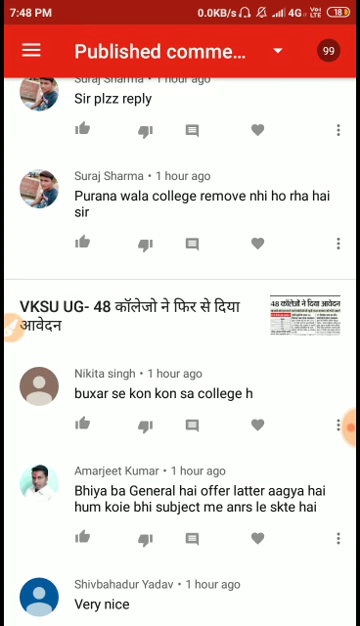 7:48 PM 0.0KB/s 4G VoLTE 18
Published comme... 99
Suraj Sharma • 1 hour ago
Sir plzz reply
Suraj Sharma • 1 hour ago
Purana wala college remove nhi ho rha hai
sir
VKSU UG- 48 कॉलेजो ने फिर से दिया
आवेदन
48 कॉलेजों ने दिया आवेदन
Nikita singh • 1 hour ago
buxar se kon kon sa college h
Amarjeet Kumar • 1 hour ago
Bhiya ba General hai offer latter aagya hai
hum koie bhi subject me anrs le skte hai
Shivbahadur Yadav • 1 hour ago
Very nice